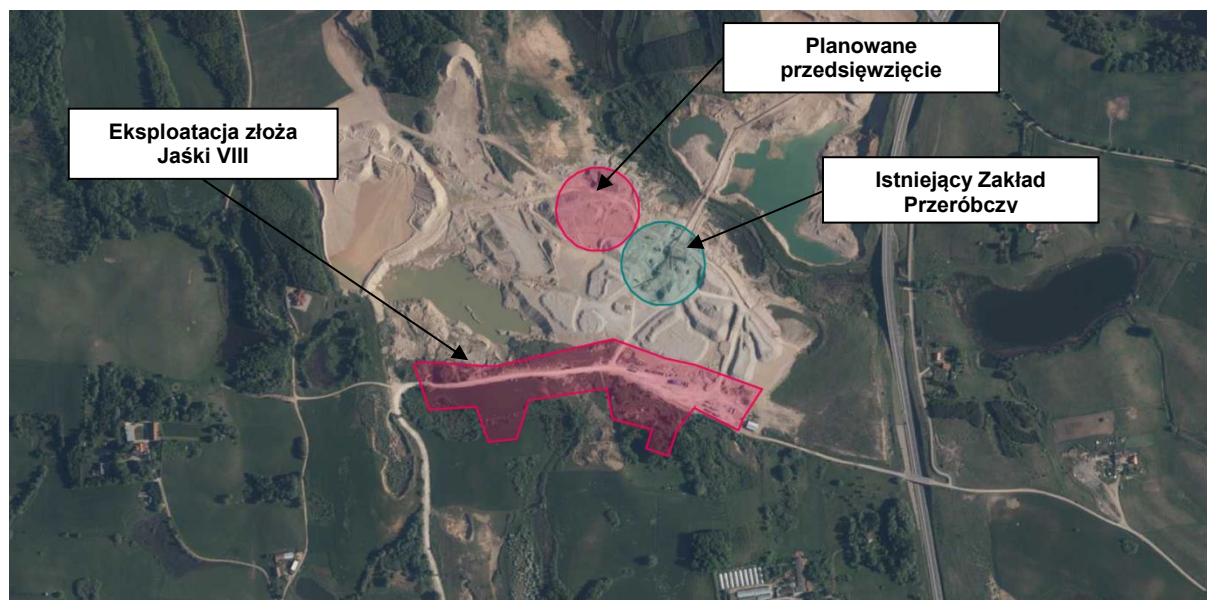 Planowane
przedsięwzięcie
Eksploatacja złoża
Jaśki VIII
Istniejący Zakład
Przeróbczy